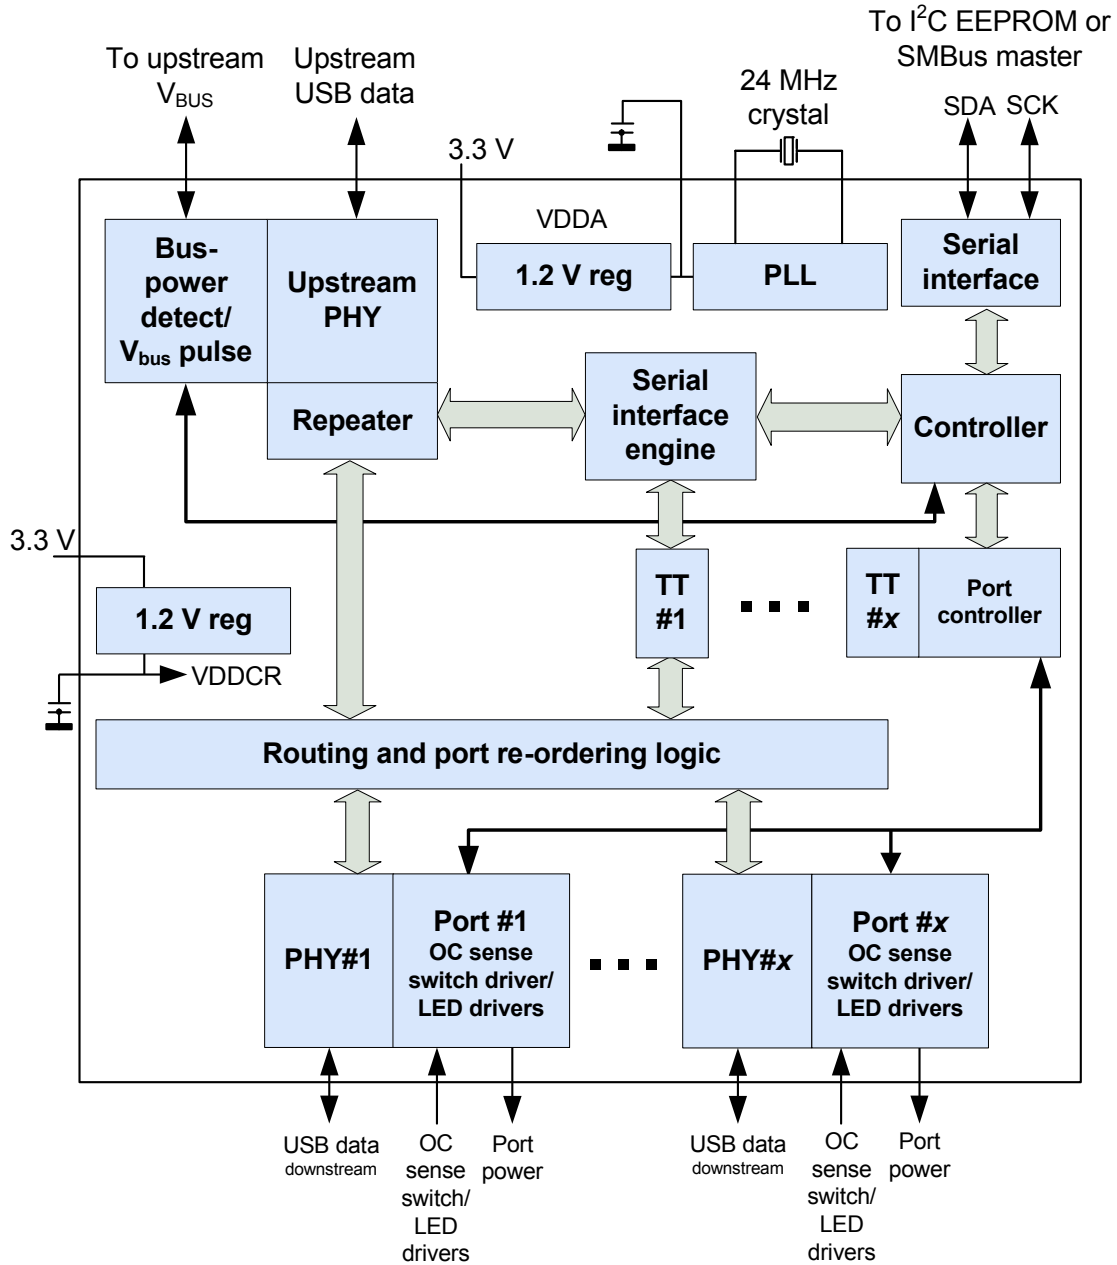 To I²C EEPROM or
SMBus master
To upstream
V_BUS
Upstream
USB data
24 MHz
crystal
SDA
SCK
3.3 V
VDDA
Bus-
power
detect/
V_bus pulse
Upstream
PHY
1.2 V reg
PLL
Serial
interface
Repeater
Serial
interface
engine
Controller
3.3 V
1.2 V reg
VDDCR
TT
#1
TT
#x
Port
controller
Routing and port re-ordering logic
PHY#1
Port #1
OC sense
switch driver/
LED drivers
PHY#x
Port #x
OC sense
switch driver/
LED drivers
USB data
downstream
OC
sense
switch/
LED
drivers
Port
power
USB data
downstream
OC
sense
switch/
LED
drivers
Port
power